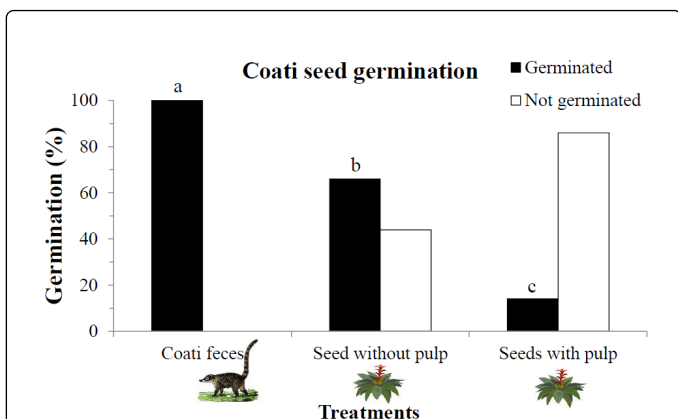 Coati seed germination
Germinated
Not germinated
a
b
c
Germination (%)
100
80
60
40
20
0
Coati feces
Seed without pulp
Seeds with pulp
Treatments